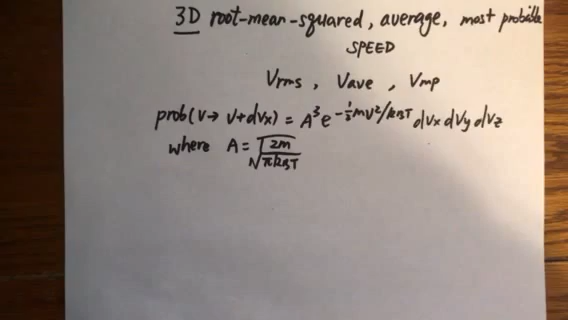 3D root-mean-squared, average, most probable
SPEED
Vrms, Vave, Vmp
prob(v→ v+dvx) = A³e^-½mv²/kBT dvx dvy dvz
where A = √2m/πkBT